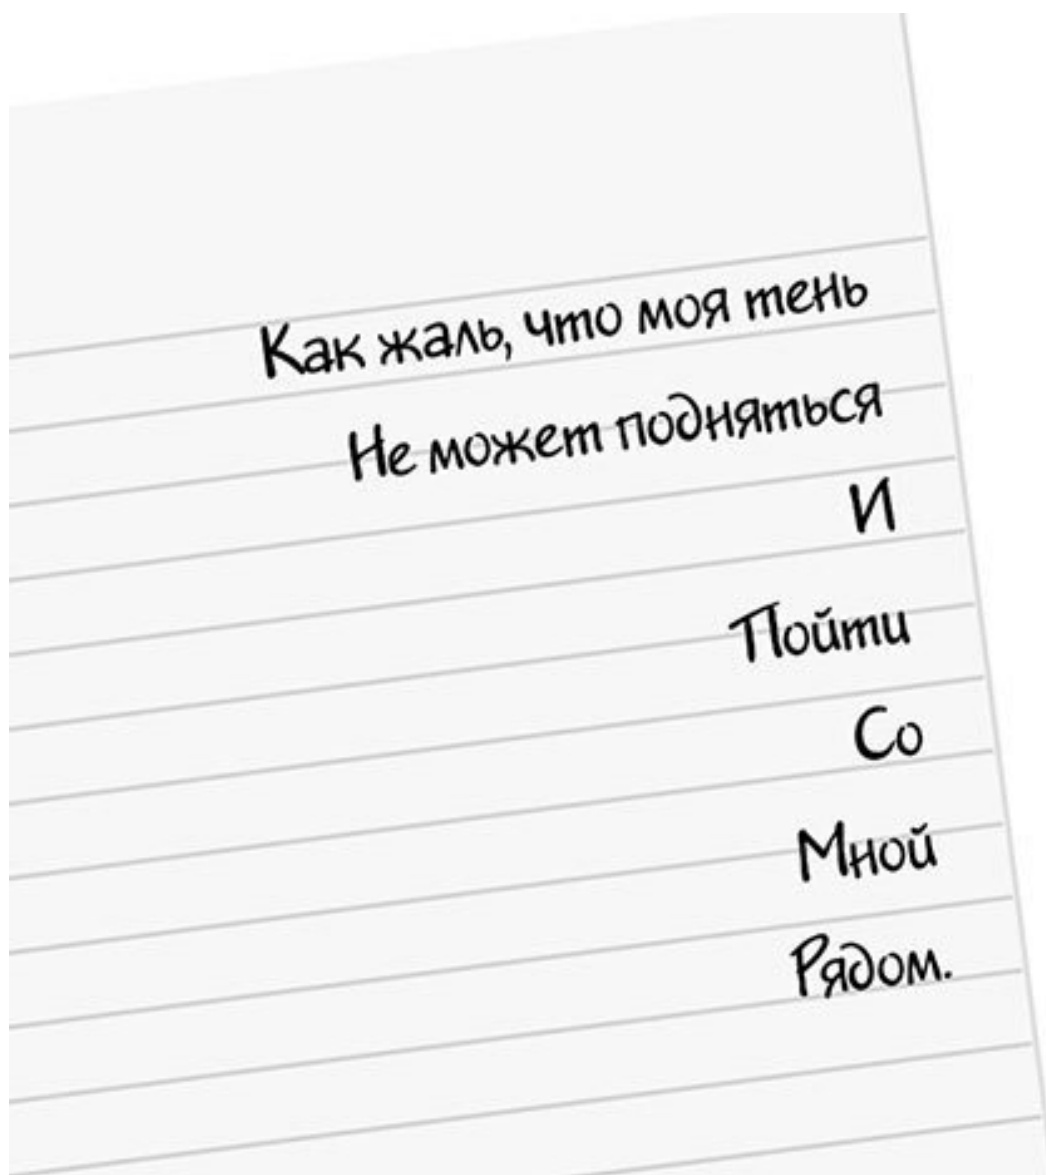 Как жаль, что моя тень
Не может подняться
И
Пойти
Со
Мной
Рядом.